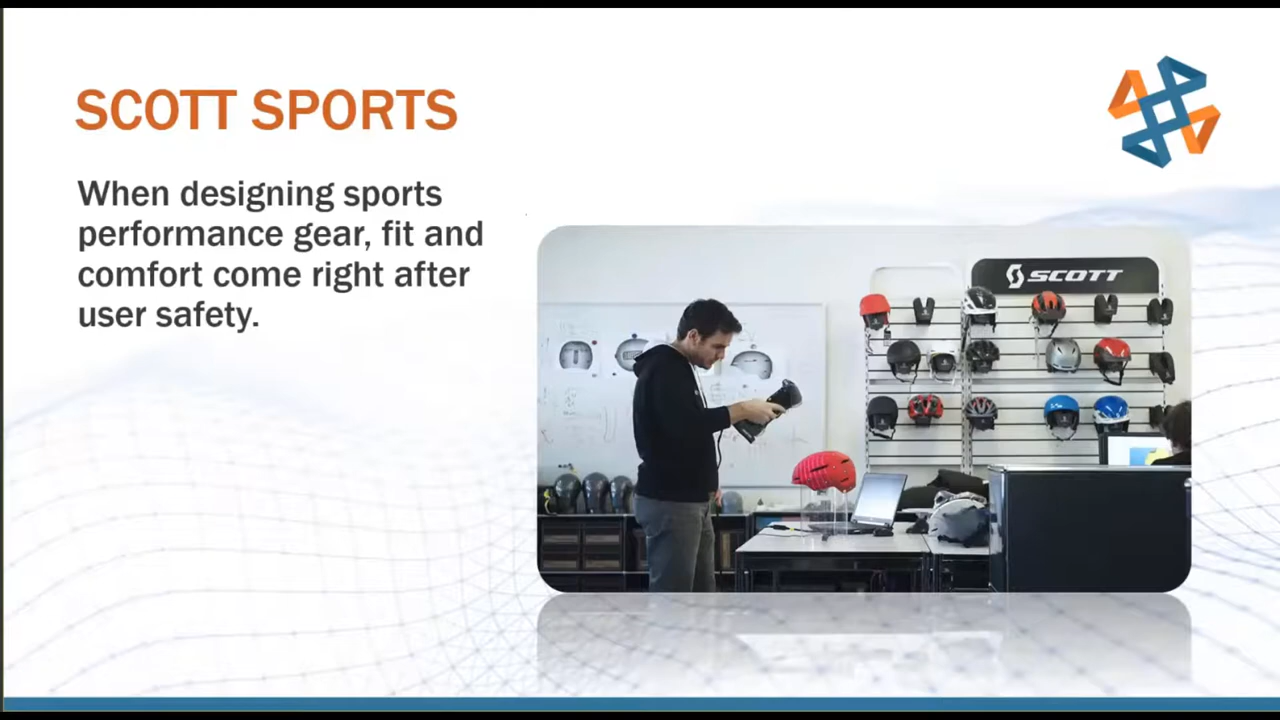 SCOTT SPORTS
When designing sports
performance gear, fit and
comfort come right after
user safety.
SCOTT